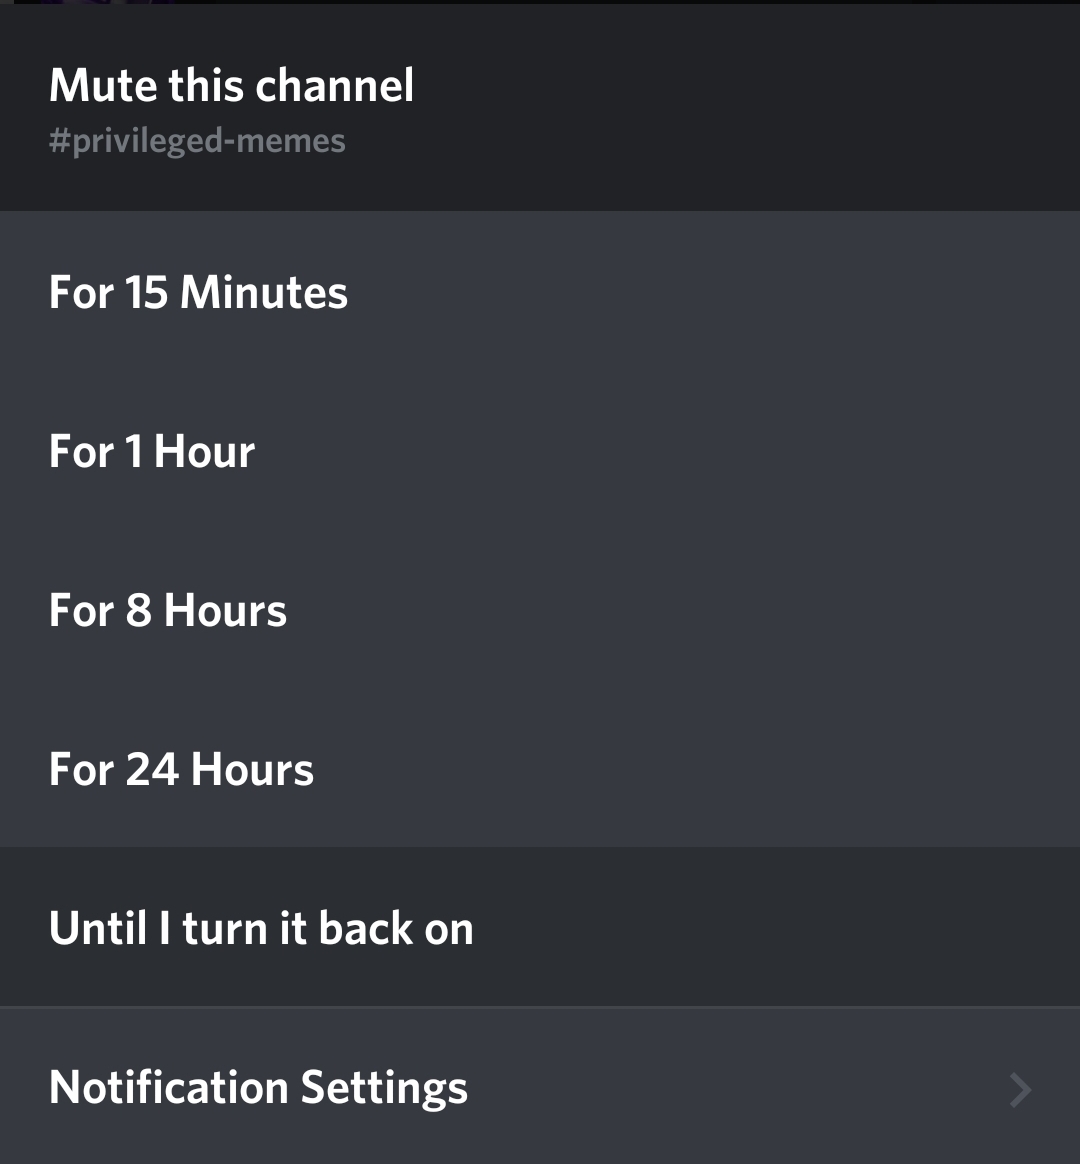 Mute this channel
#privileged-memes
For 15 Minutes
For 1 Hour
For 8 Hours
For 24 Hours
Until I turn it back on
Notification Settings